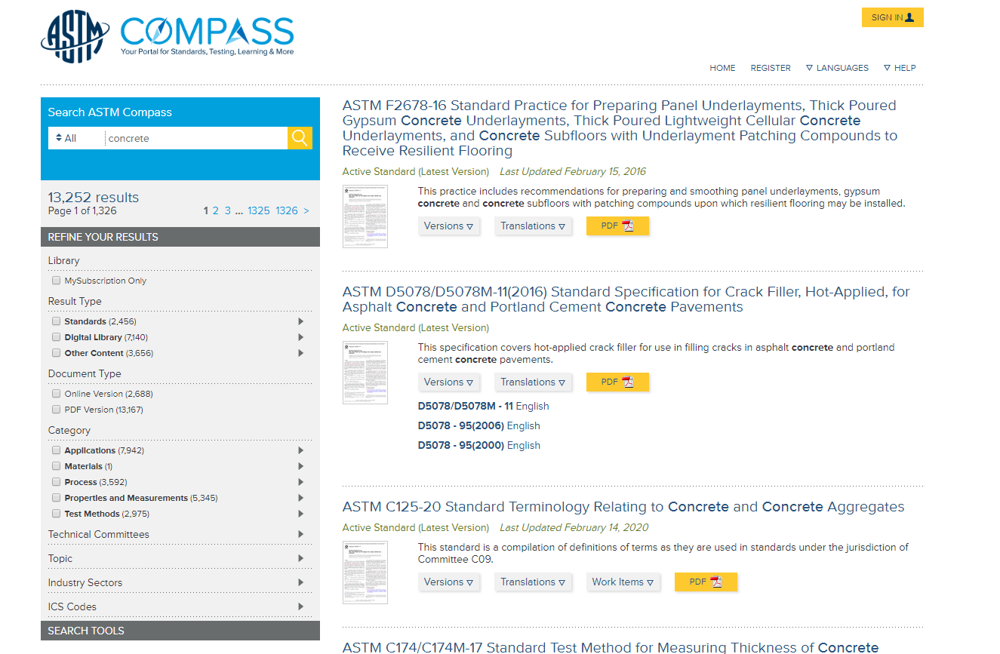 ASTM COMPASS
Your Portal for Standards, Testing, Learning & More
SIGN IN
HOME REGISTER ▽ LANGUAGES ▽ HELP
Search ASTM Compass
All concrete
13,252 results
Page 1 of 1,326 1 2 3 ... 1325 1326 >
REFINE YOUR RESULTS
Library
MySubscription Only
Result Type
Standards (2,456)
Digital Library (7,140)
Other Content (3,656)
Document Type
Online Version (2,688)
PDF Version (13,167)
Category
Applications (7,942)
Materials (1)
Process (3,592)
Properties and Measurements (5,345)
Test Methods (2,975)
Technical Committees
Topic
Industry Sectors
ICS Codes
SEARCH TOOLS
ASTM F2678-16 Standard Practice for Preparing Panel Underlayments, Thick Poured
Gypsum Concrete Underlayments, Thick Poured Lightweight Cellular Concrete
Underlayments, and Concrete Subfloors with Underlayment Patching Compounds to
Receive Resilient Flooring
Active Standard (Latest Version) Last Updated February 15, 2016
This practice includes recommendations for preparing and smoothing panel underlayments, gypsum
concrete and concrete subfloors with patching compounds upon which resilient flooring may be installed.
Versions ▽ Translations ▽ PDF
ASTM D5078/D5078M-11(2016) Standard Specification for Crack Filler, Hot-Applied, for
Asphalt Concrete and Portland Cement Concrete Pavements
Active Standard (Latest Version)
This specification covers hot-applied crack filler for use in filling cracks in asphalt concrete and portland
cement concrete pavements.
Versions ▽ Translations ▽ PDF
D5078/D5078M - 11 English
D5078 - 95(2006) English
D5078 - 95(2000) English
ASTM C125-20 Standard Terminology Relating to Concrete and Concrete Aggregates
Active Standard (Latest Version) Last Updated February 14, 2020
This standard is a compilation of definitions of terms as they are used in standards under the jurisdiction of
Committee C09.
Versions ▽ Translations ▽ Work Items ▽ PDF
ASTM C174/C174M-17 Standard Test Method for Measuring Thickness of Concrete